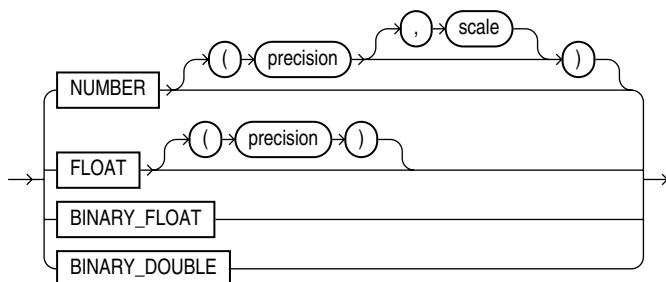 , scale
( precision )
NUMBER
( precision )
FLOAT
BINARY_FLOAT
BINARY_DOUBLE